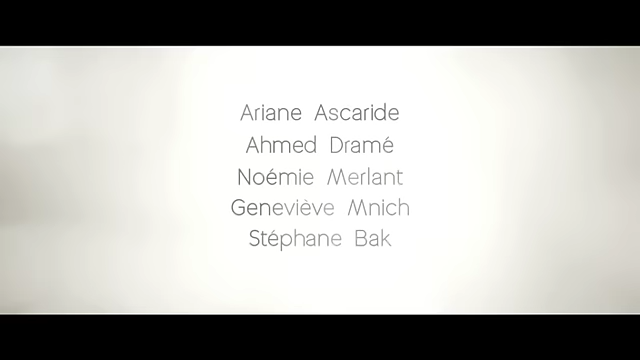 Ariane Ascaride
Ahmed Dramé
Noémie Merlant
Geneviève Mnich
Stéphane Bak